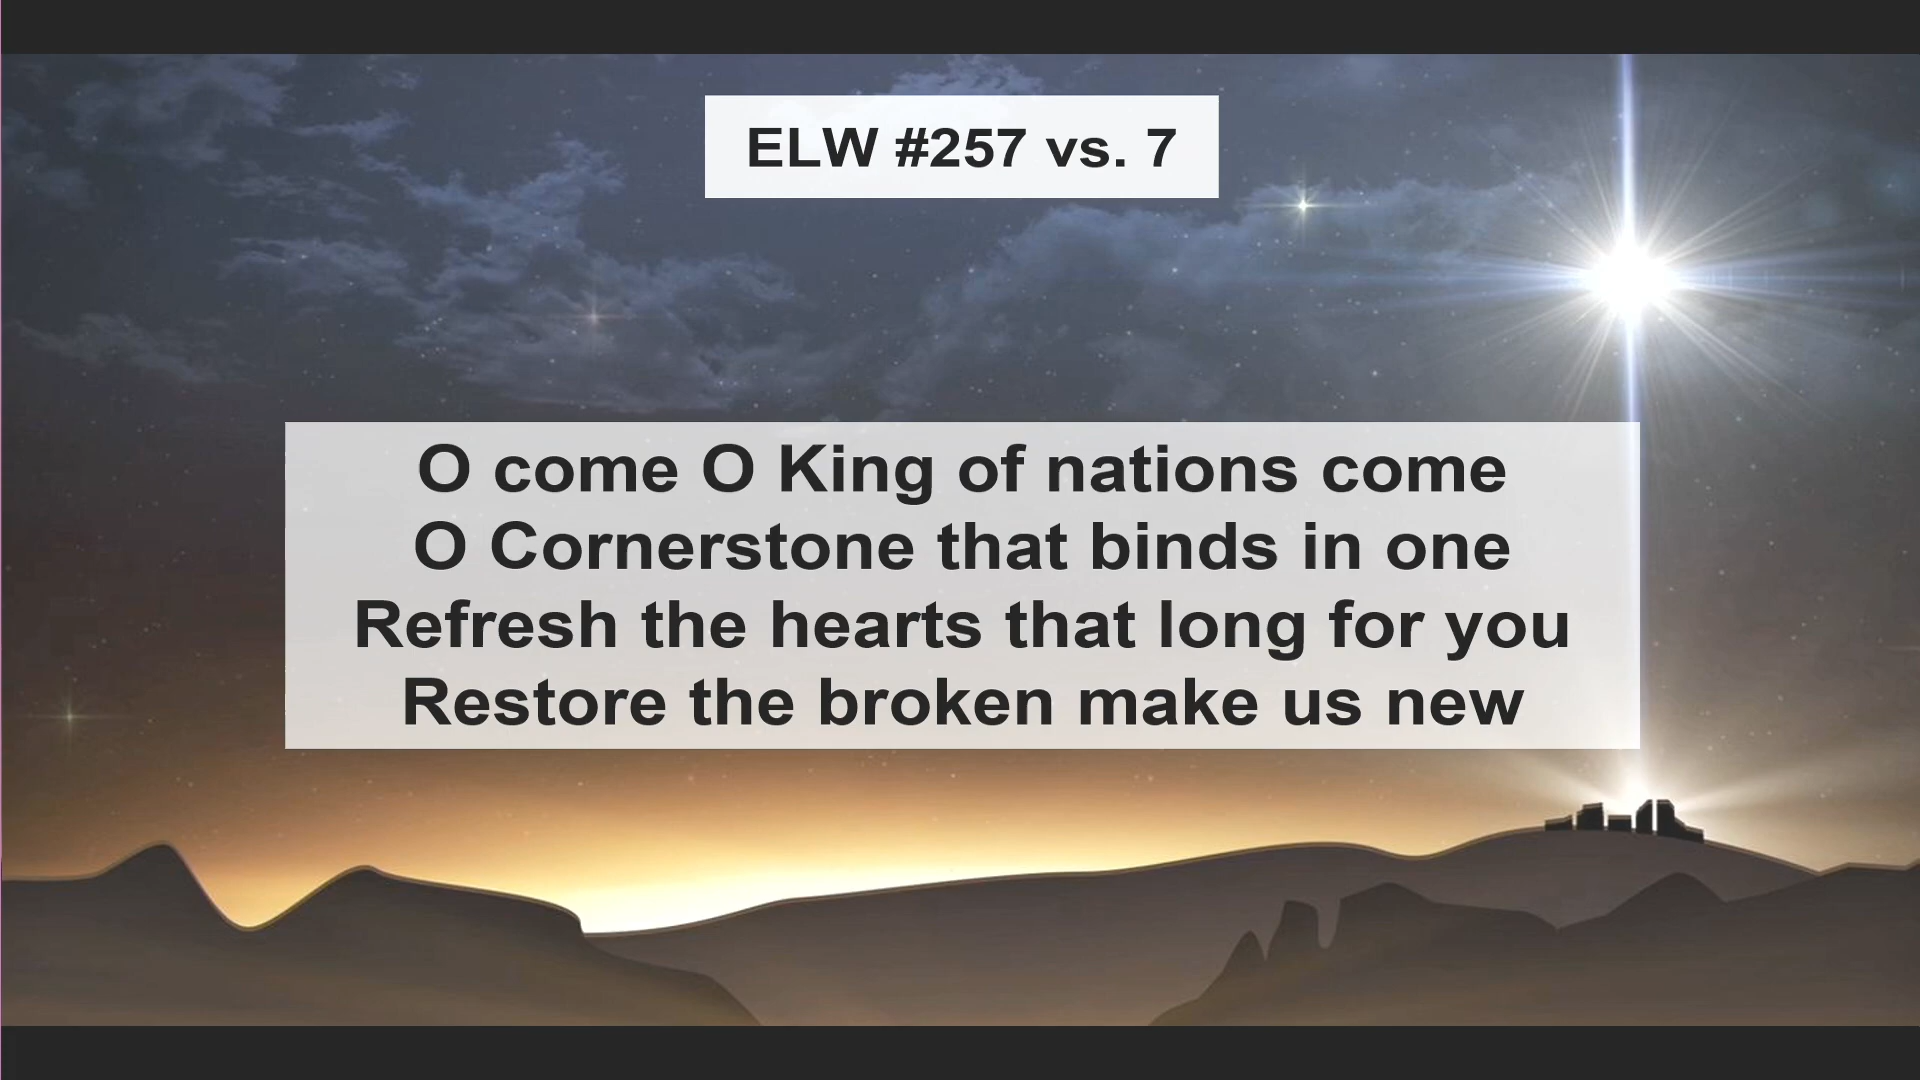 ELW #257 vs. 7
O come O King of nations come
O Cornerstone that binds in one
Refresh the hearts that long for you
Restore the broken make us new